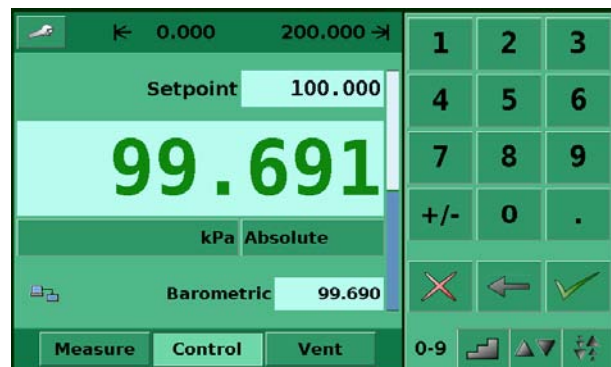 0.000 200.000
Setpoint 100.000
99.691
kPa Absolute
Barometric 99.690
Measure Control Vent
1 2 3
4 5 6
7 8 9
+/- 0 .
0-9